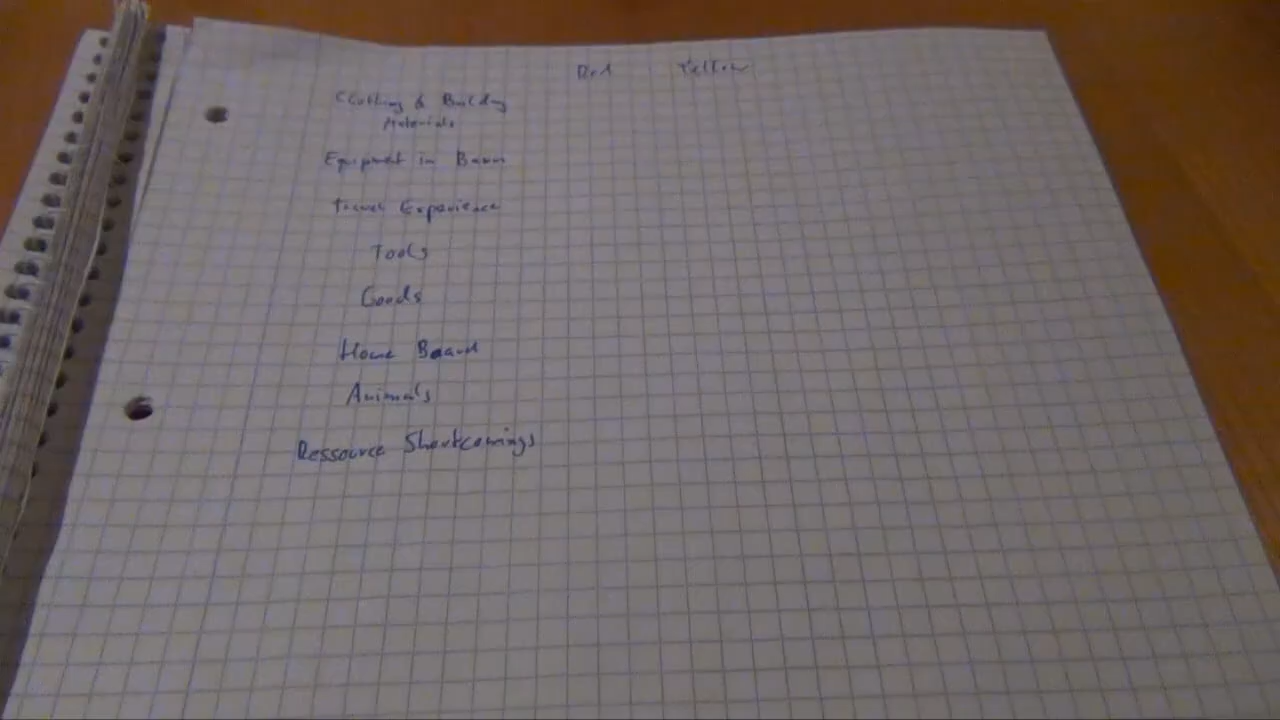 Red Yellow
Clothing & Building
Materials
Equipment in Barn
Travel Experience
Tools
Goods
Home Board
Animals
Ressource Shortcomings